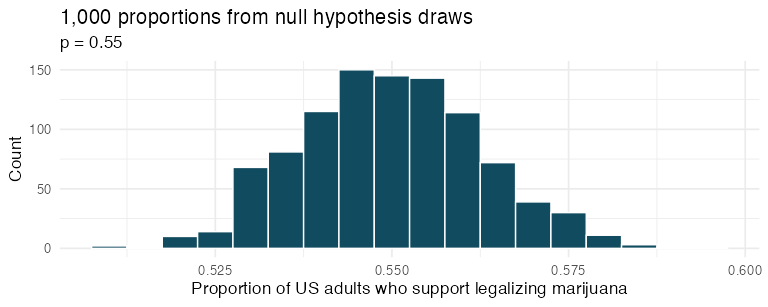 1,000 proportions from null hypothesis draws
p = 0.55
150
100
50
0
Count
0.525
0.550
0.575
0.600
Proportion of US adults who support legalizing marijuana